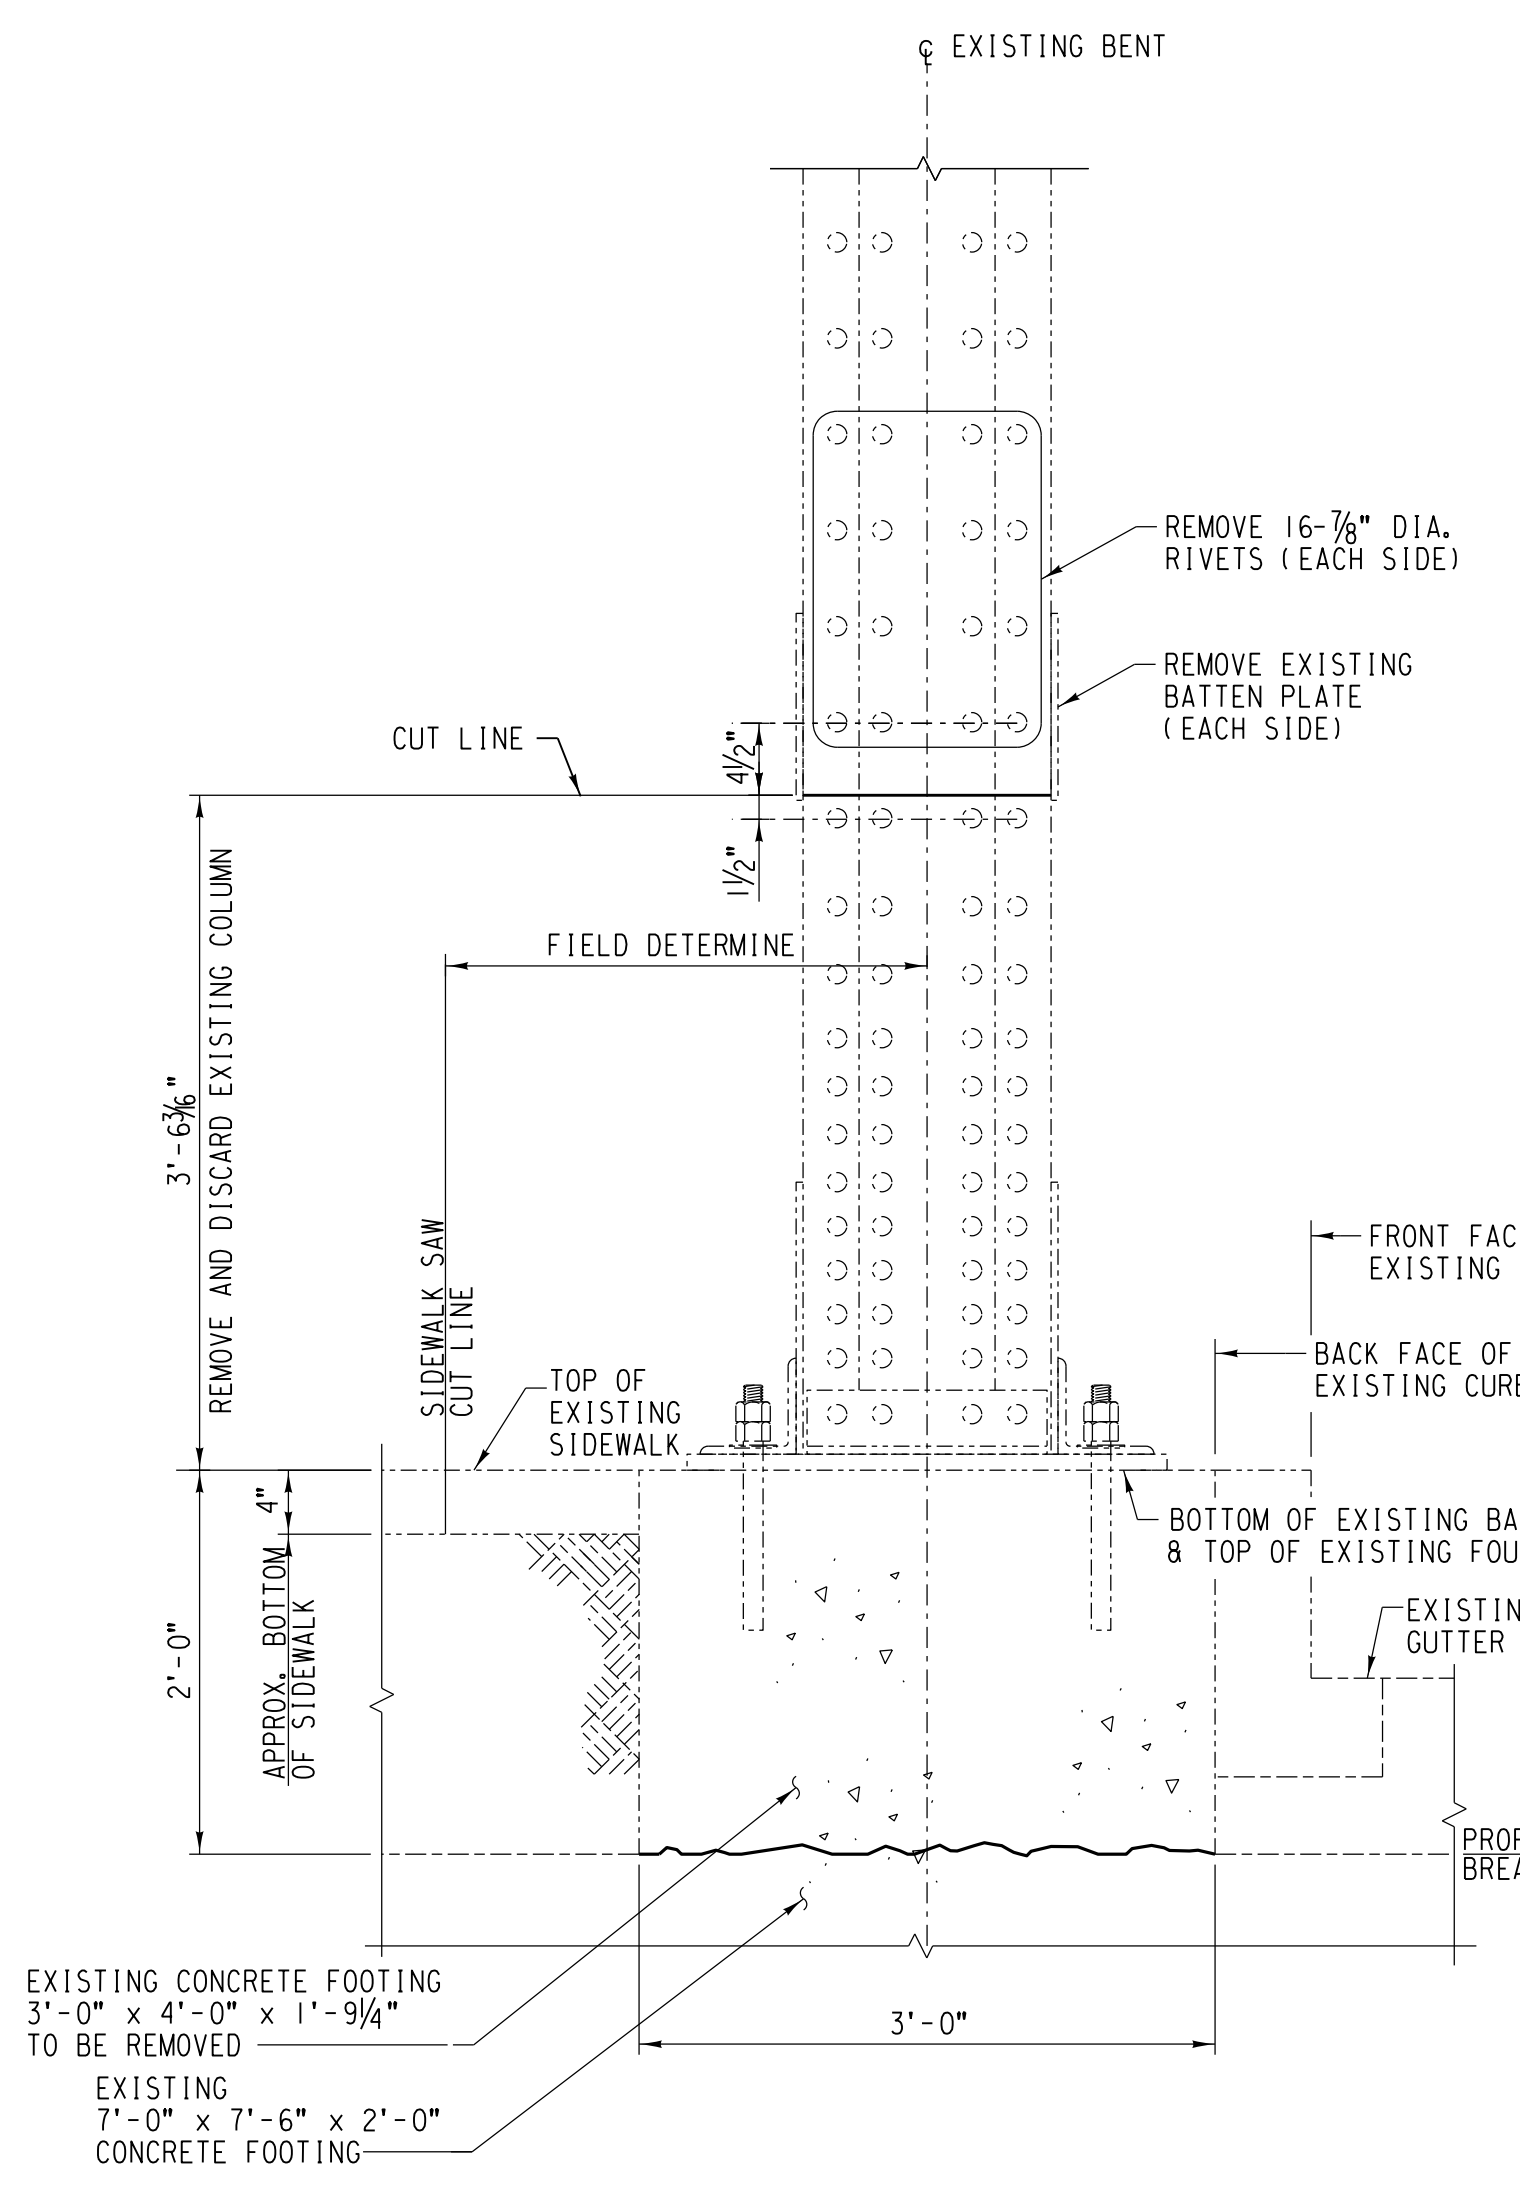 ℄ EXISTING BENT
REMOVE 16-⅞" DIA.
RIVETS (EACH SIDE)
REMOVE EXISTING
BATTEN PLATE
(EACH SIDE)
CUT LINE
4½"
1½"
FIELD DETERMINE
3'-6 3/16"
REMOVE AND DISCARD EXISTING COLUMN
SIDEWALK SAW
CUT LINE
TOP OF
EXISTING
SIDEWALK
FRONT FAC
EXISTING
BACK FACE OF
EXISTING CURB
BOTTOM OF EXISTING BA
& TOP OF EXISTING FOU
EXISTIN
GUTTER
4"
APPROX. BOTTOM
OF SIDEWALK
2'-0"
PROP
BREA
EXISTING CONCRETE FOOTING
3'-0" x 4'-0" x 1'-9¼"
TO BE REMOVED
3'-0"
EXISTING
7'-0" x 7'-6" x 2'-0"
CONCRETE FOOTING